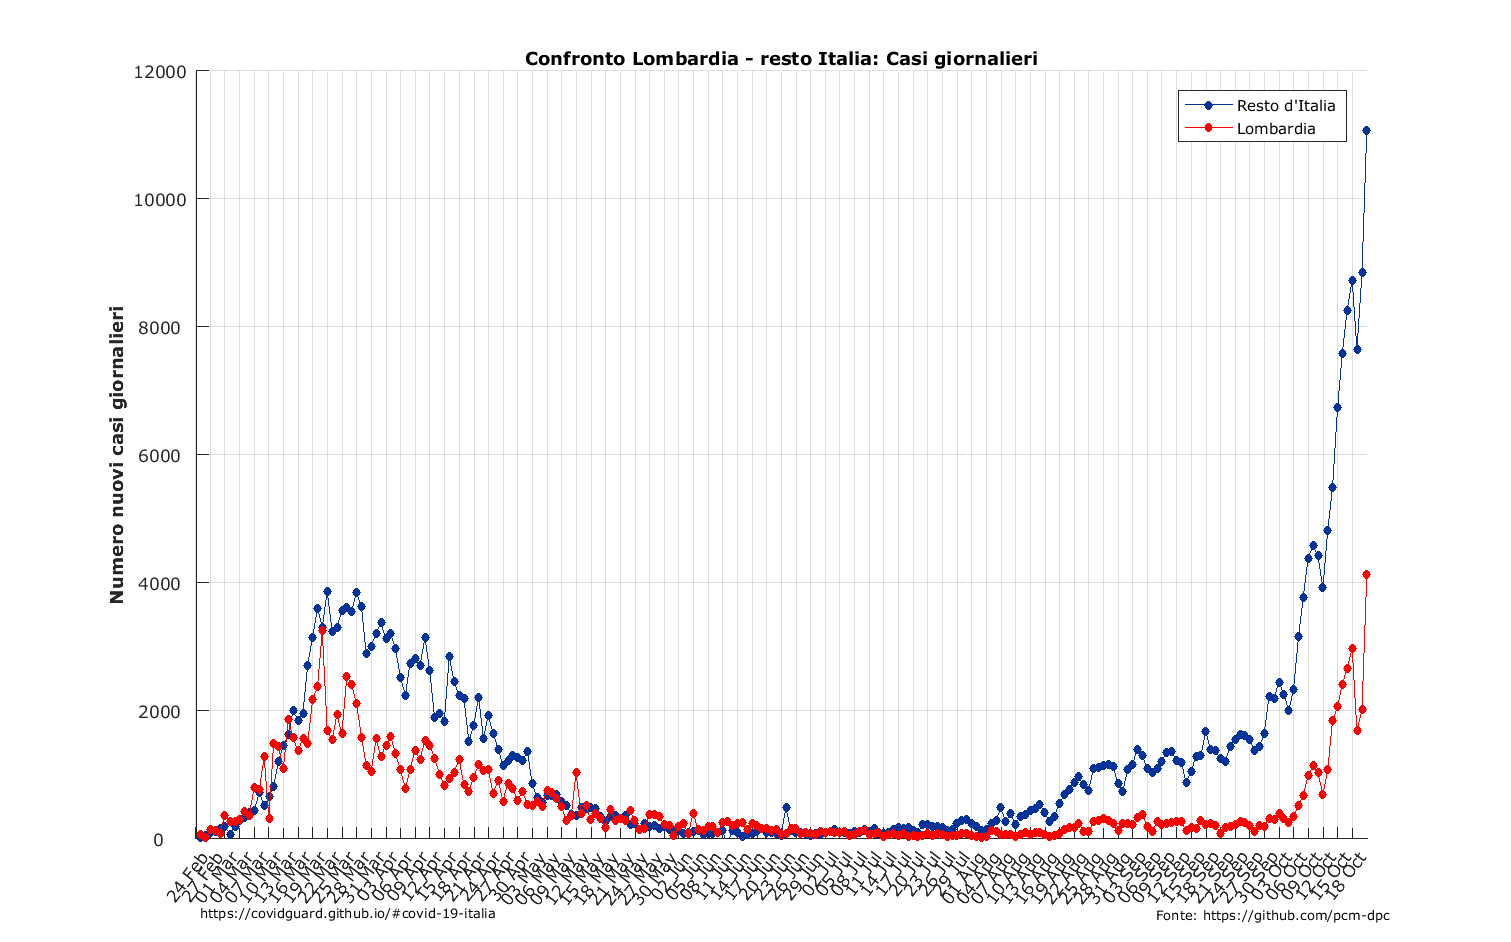 Confronto Lombardia - resto Italia: Casi giornalieri
12000
10000
8000
6000
4000
2000
0
Numero nuovi casi giornalieri
Resto d'Italia
Lombardia
24 Feb
27 Feb
01 Mar
04 Mar
07 Mar
10 Mar
13 Mar
16 Mar
19 Mar
22 Mar
25 Mar
28 Mar
31 Mar
03 Apr
06 Apr
09 Apr
12 Apr
15 Apr
18 Apr
21 Apr
24 Apr
27 Apr
30 Apr
03 May
06 May
09 May
12 May
15 May
18 May
21 May
24 May
27 May
30 May
02 Jun
05 Jun
08 Jun
11 Jun
14 Jun
17 Jun
20 Jun
23 Jun
26 Jun
29 Jun
02 Jul
05 Jul
08 Jul
11 Jul
14 Jul
17 Jul
20 Jul
23 Jul
26 Jul
29 Jul
01 Aug
04 Aug
07 Aug
10 Aug
13 Aug
16 Aug
19 Aug
22 Aug
25 Aug
28 Aug
31 Aug
03 Sep
06 Sep
09 Sep
12 Sep
15 Sep
18 Sep
21 Sep
24 Sep
27 Sep
30 Sep
03 Oct
06 Oct
09 Oct
12 Oct
15 Oct
18 Oct
https://covidguard.github.io/#covid-19-italia
Fonte: https://github.com/pcm-dpc